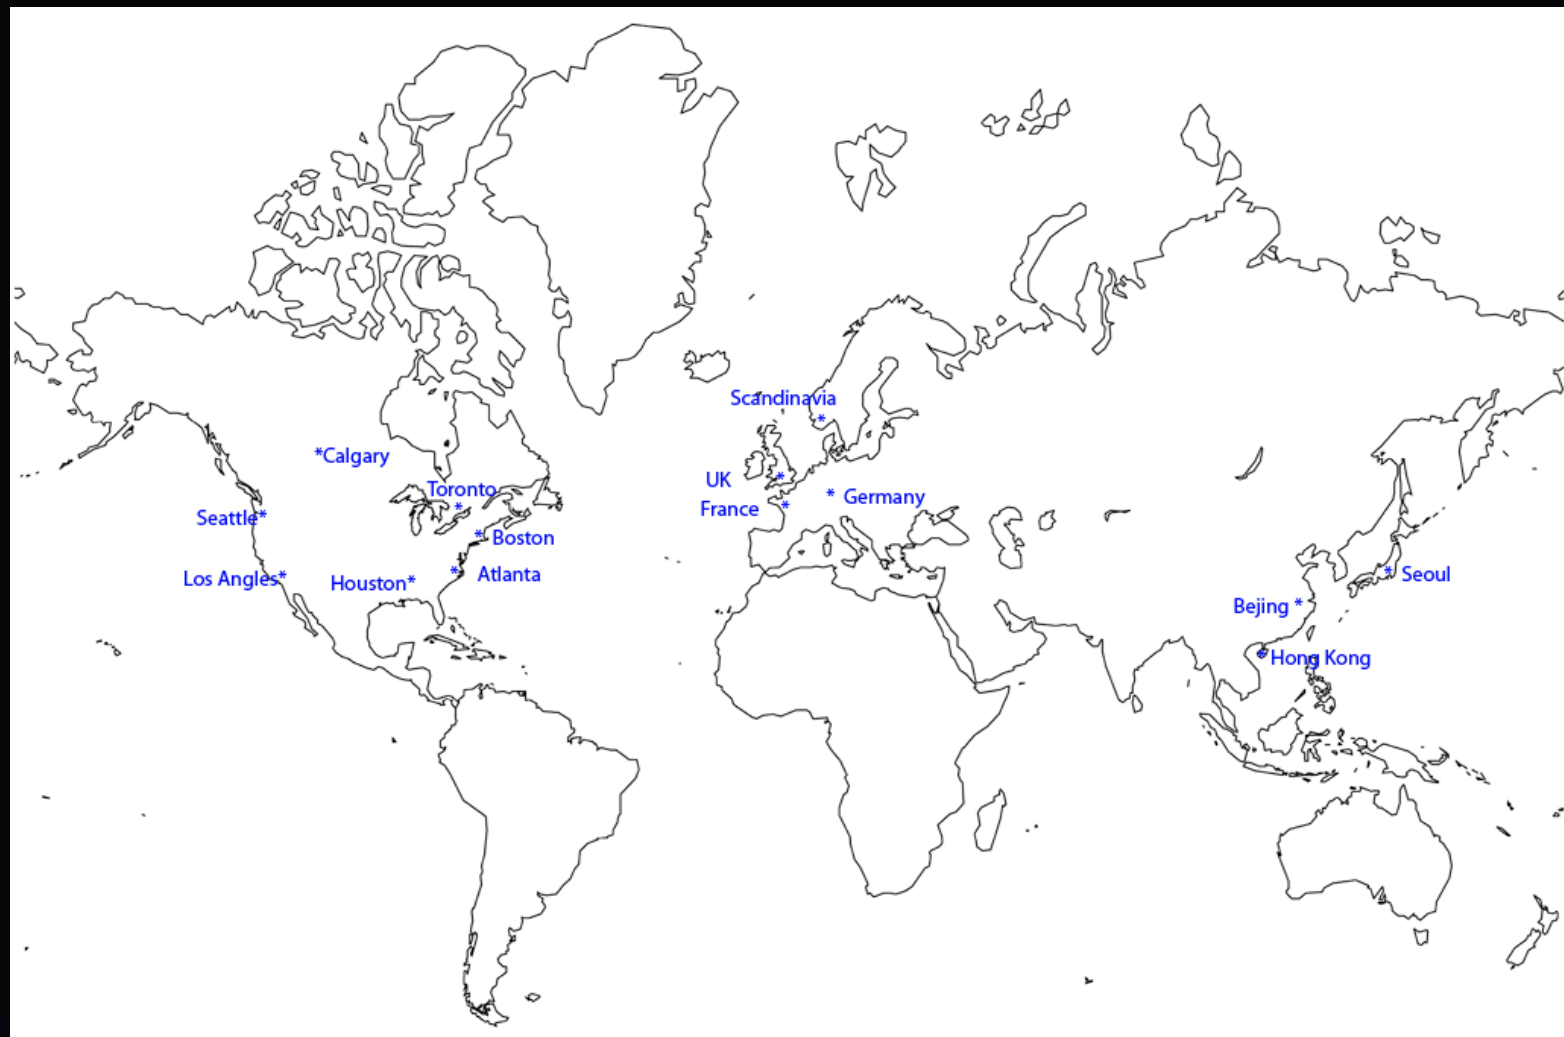 Scandinavia
*
*Calgary
UK *
Toronto
*
France *
* Germany
Seattle*
* Boston
Los Angles*
Houston*
* Atlanta
* Seoul
Bejing *
*Hong Kong